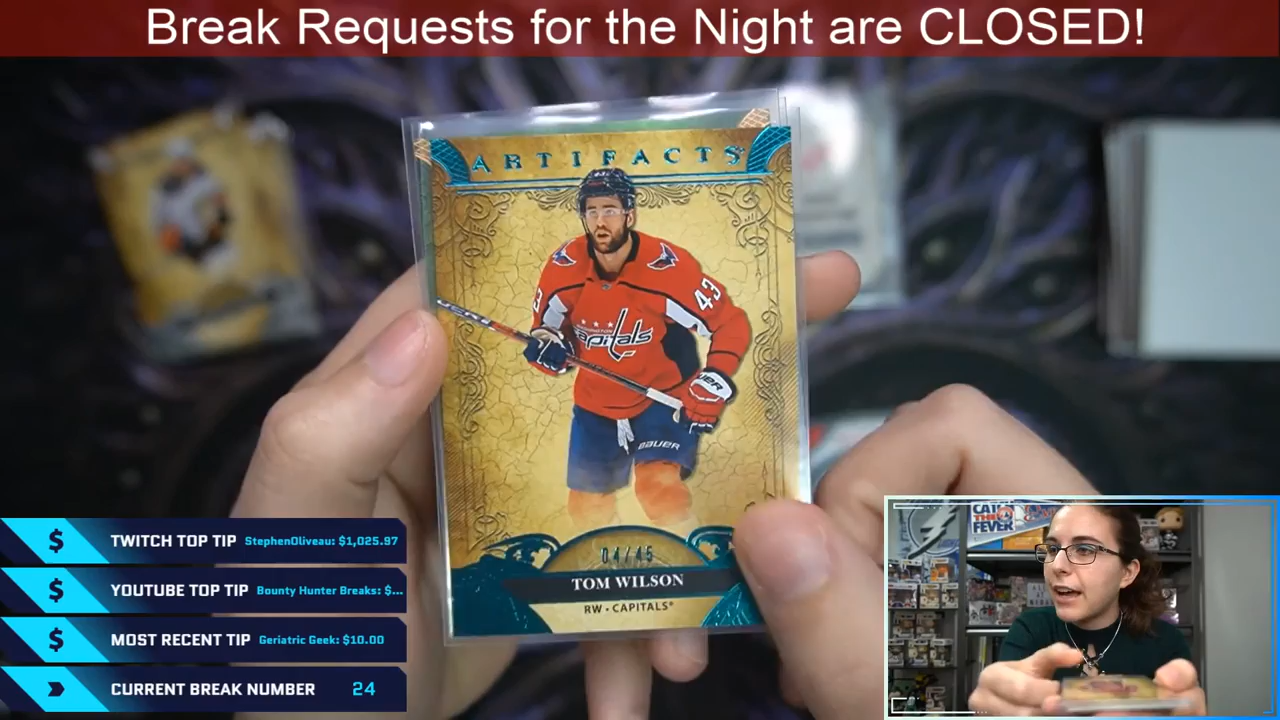 Break Requests for the Night are CLOSED!
ARTIFACTS
43
WASHINGTON
capitals
BAUER
BAUER
04/45
TOM WILSON
RW • CAPITALS®
TWITCH TOP TIP StephenOliveau: $1,025.97
YOUTUBE TOP TIP Bounty Hunter Breaks: $...
MOST RECENT TIP Geriatric Geek: $10.00
CURRENT BREAK NUMBER 24
CATCH
THE
FEVER